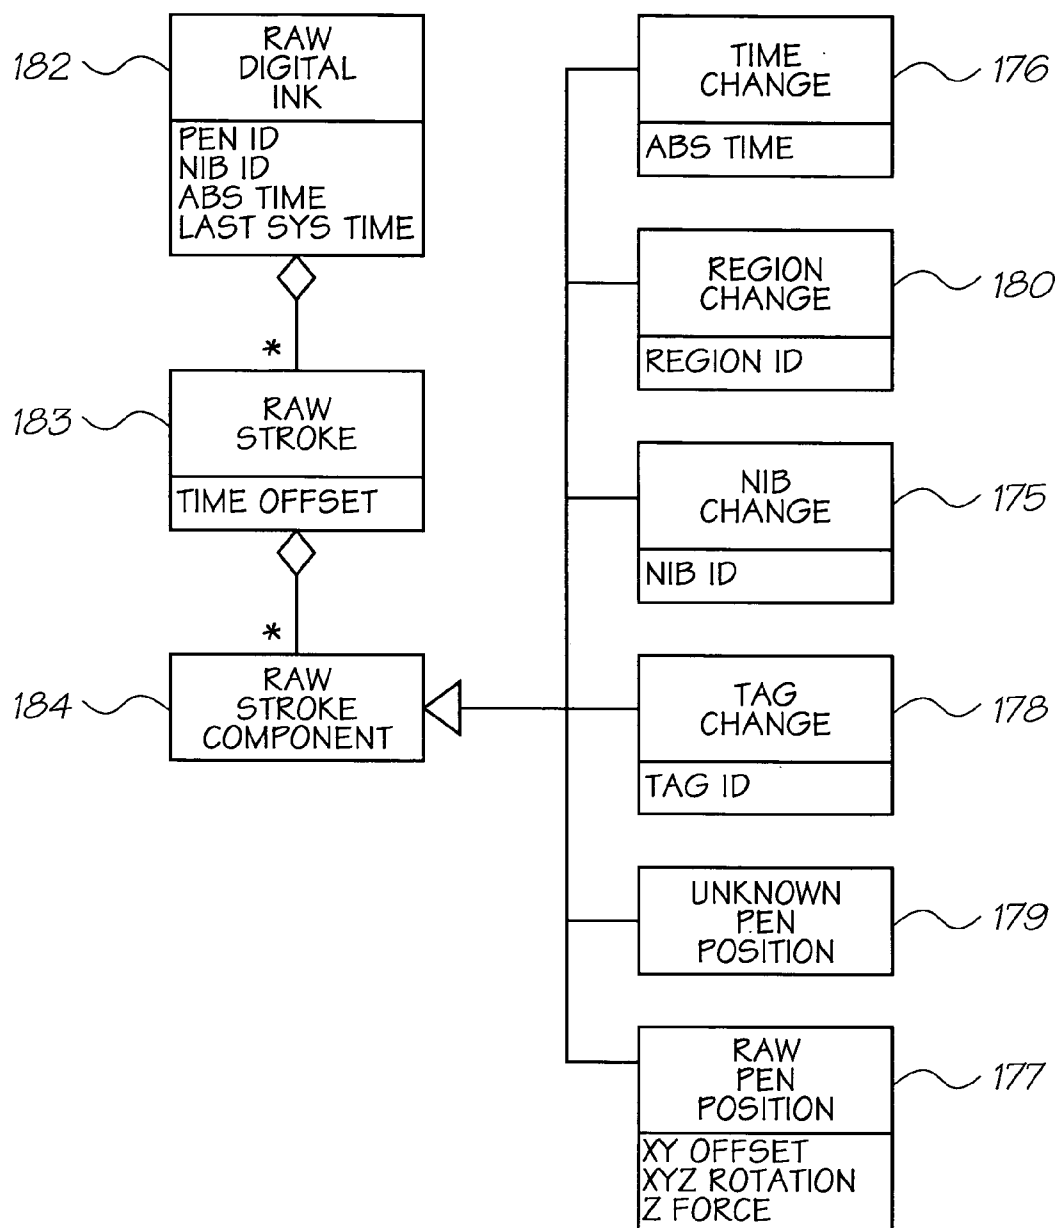 182
RAW
DIGITAL
INK
PEN ID
NIB ID
ABS TIME
LAST SYS TIME
*
183
RAW
STROKE
TIME OFFSET
*
184
RAW
STROKE
COMPONENT
TIME
CHANGE
ABS TIME
176
REGION
CHANGE
REGION ID
180
NIB
CHANGE
NIB ID
175
TAG
CHANGE
TAG ID
178
UNKNOWN
PEN
POSITION
179
RAW
PEN
POSITION
XY OFFSET
XYZ ROTATION
Z FORCE
177